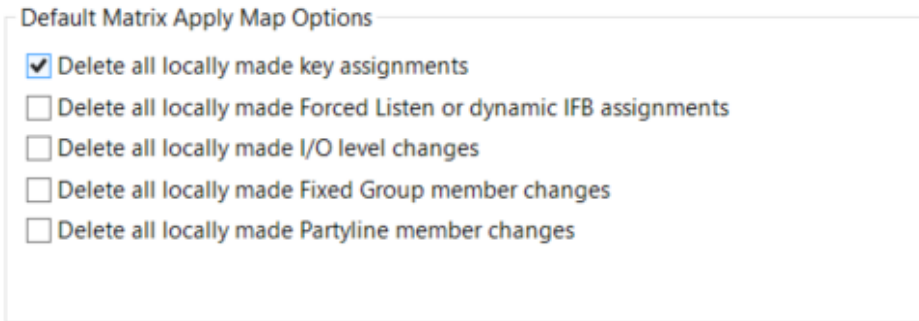 Default Matrix Apply Map Options
Delete all locally made key assignments
Delete all locally made Forced Listen or dynamic IFB assignments
Delete all locally made I/O level changes
Delete all locally made Fixed Group member changes
Delete all locally made Partyline member changes